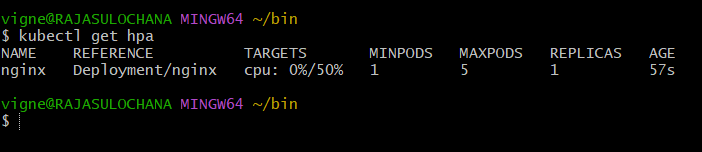 vigne@RAJASULOCHANA MINGW64 ~/bin
$ kubectl get hpa
NAME    REFERENCE          TARGETS       MINPODS   MAXPODS   REPLICAS   AGE
nginx   Deployment/nginx   cpu: 0%/50%   1         5         1          57s
vigne@RAJASULOCHANA MINGW64 ~/bin
$